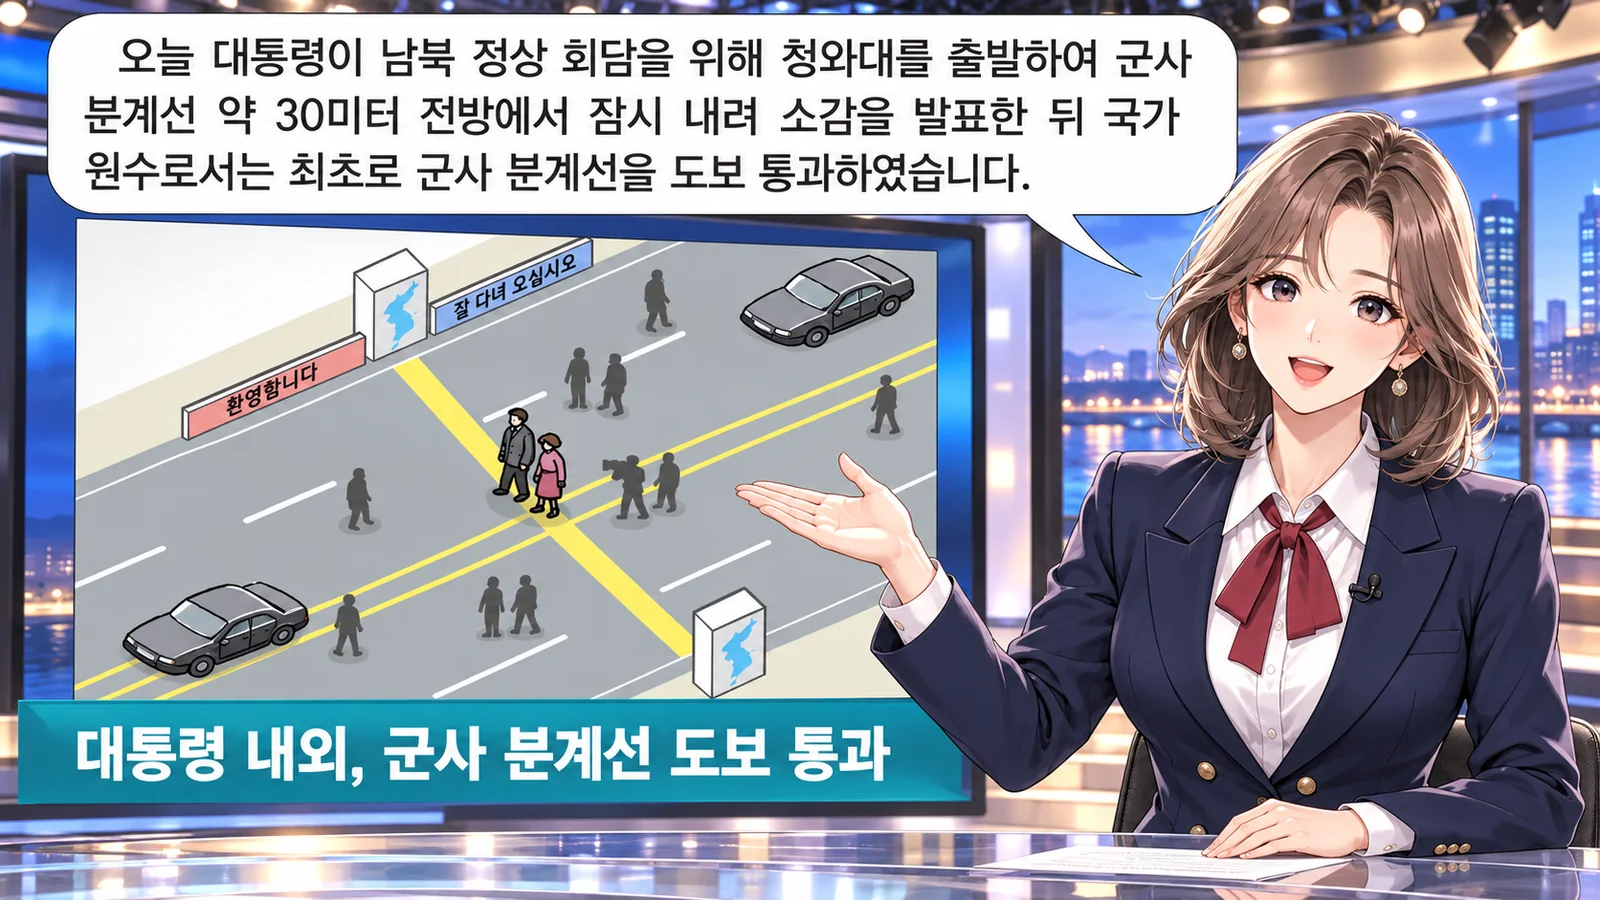 오늘 대통령이 남북 정상 회담을 위해 청와대를 출발하여 군사
분계선 약 30미터 전방에서 잠시 내려 소감을 발표한 뒤 국가
원수로서는 최초로 군사 분계선을 도보 통과하였습니다.
잘 다녀 오십시오
환영합니다
대통령 내외, 군사 분계선 도보 통과